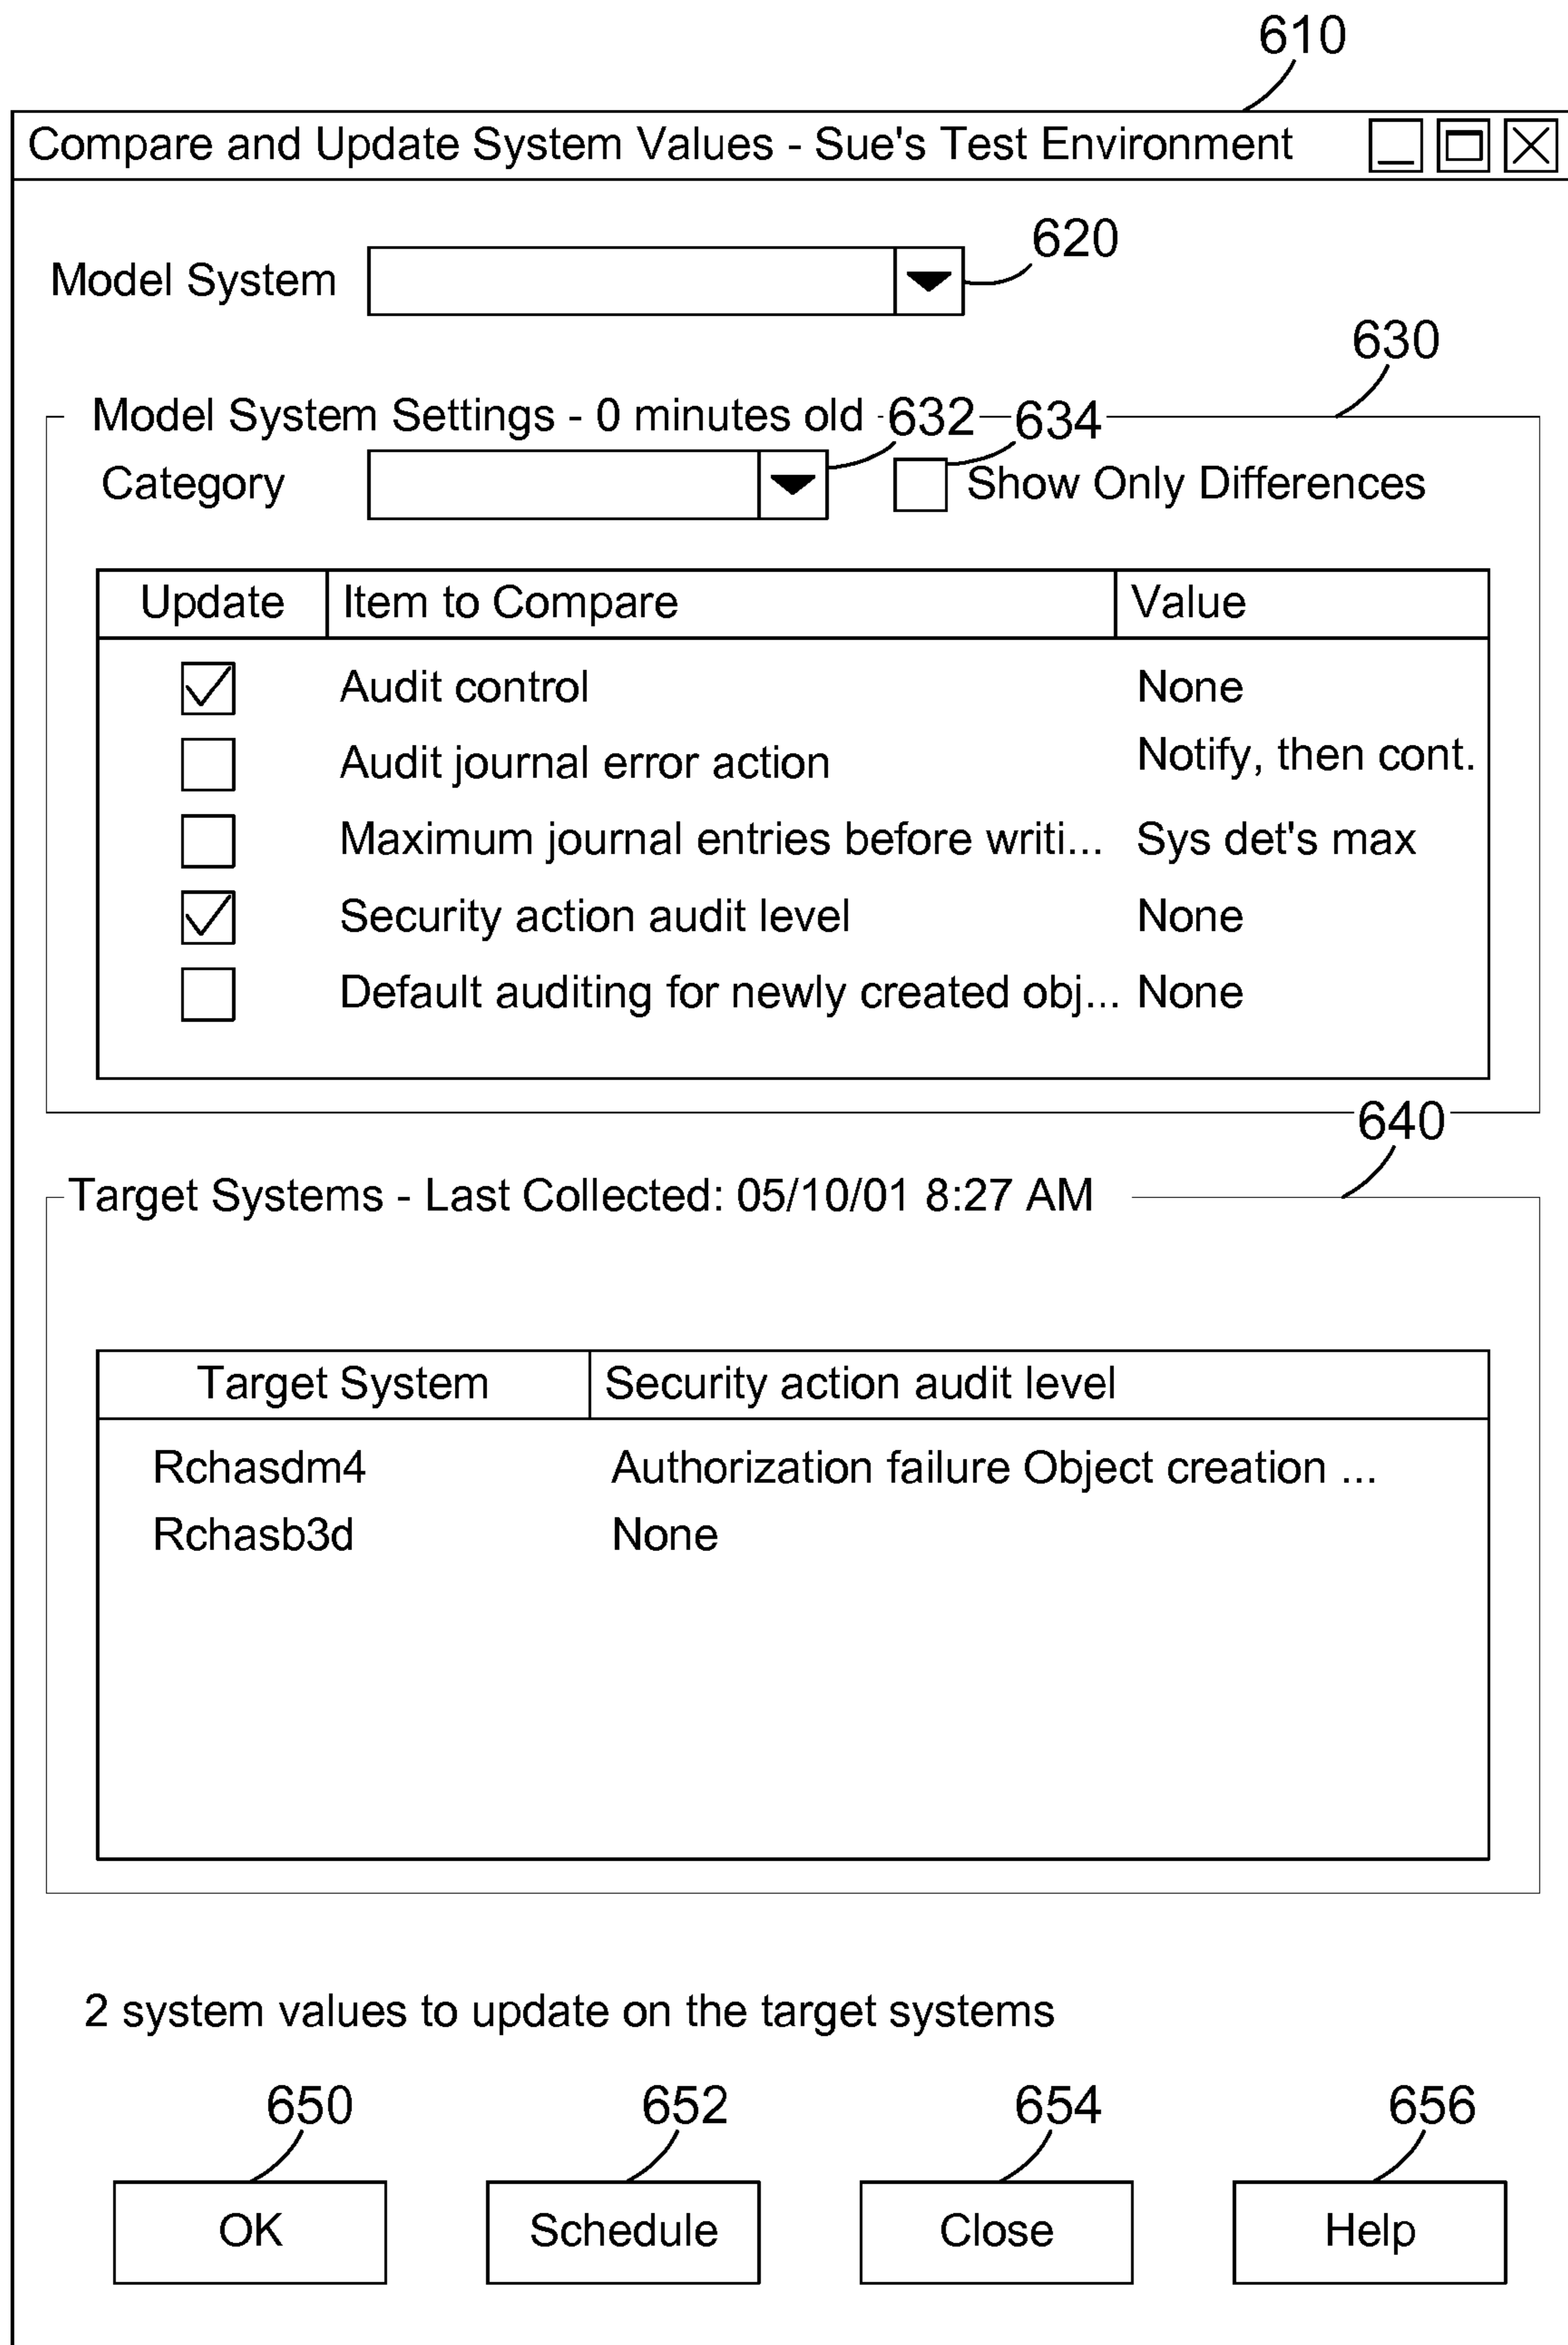 610
Compare and Update System Values - Sue's Test Environment
620
Model System
630
Model System Settings - 0 minutes old 632 634
Category Show Only Differences
Update Item to Compare Value
Audit control None
Audit journal error action Notify, then cont.
Maximum journal entries before writi... Sys det's max
Security action audit level None
Default auditing for newly created obj... None
640
Target Systems - Last Collected: 05/10/01 8:27 AM
Target System Security action audit level
Rchasdm4 Authorization failure Object creation ...
Rchasb3d None
2 system values to update on the target systems
650 652 654 656
OK Schedule Close Help